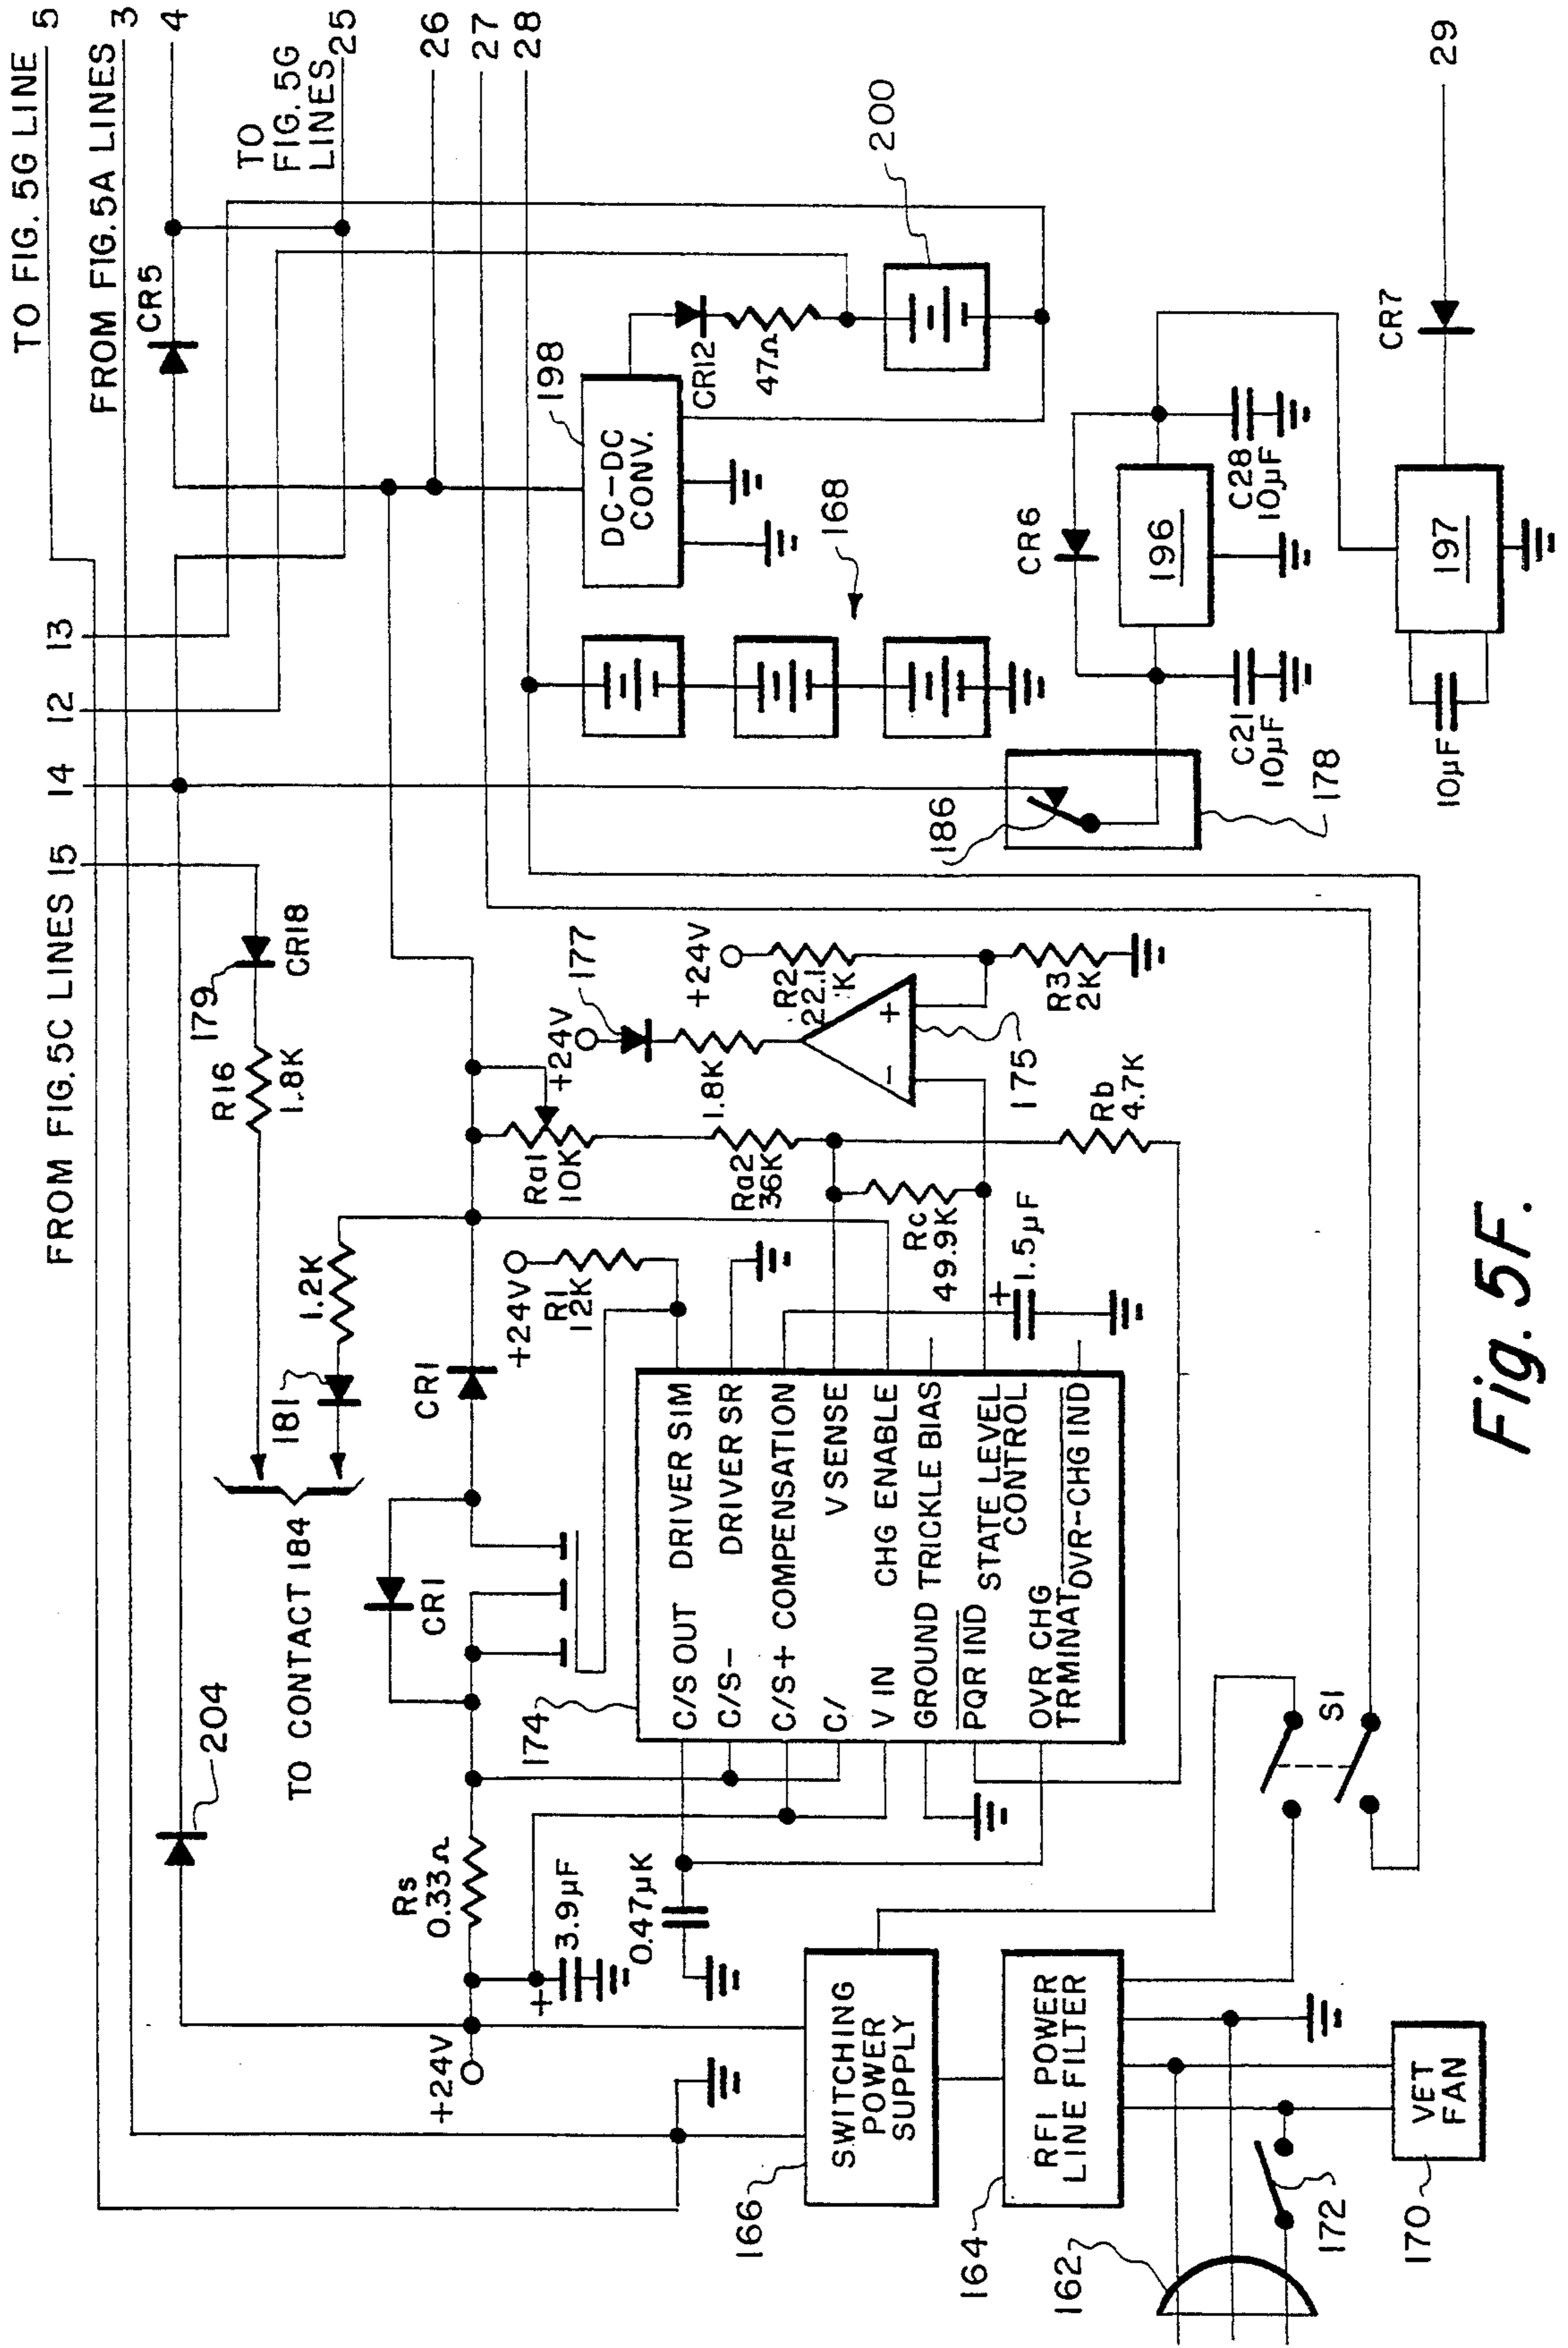 TO FIG. 5G LINE 5
FROM FIG. 5A LINES 3
4
TO
FIG. 5G
LINES 25
26
27
28
29
FROM FIG. 5C LINES 15
14
12
13
CR5
204
TO CONTACT 184
R16
1.8K
179
CR18
181
1.2K
CR1
CR1
+24V
Rs
0.33Ω
+
3.9µF
0.47µK
174
C/S OUT
C/S-
C/S+
C/
V IN
GROUND
PQR IND
OVR CHG
TRMINAT
DRIVER SIM
DRIVER SR
COMPENSATION
V SENSE
CHG ENABLE
TRICKLE BIAS
STATE LEVEL
CONTROL
OVR-CHG IND
+24V
R1
12K
Ra1
10K
Ra2
36K
Rc
49.9K
+
1.5µF
Rb
4.7K
+24V
177
1.8K
+24V
R2
22.1
K
R3
2K
+
-
175
DC-DC
CONV.
198
CR12
47Ω
200
168
186
178
C21
10µF
CR6
196
C28
10µF
10µF
197
CR7
SWITCHING
POWER
SUPPLY
166
RFI POWER
LINE FILTER
164
162
172
VET
FAN
170
S1
Fig. 5F.